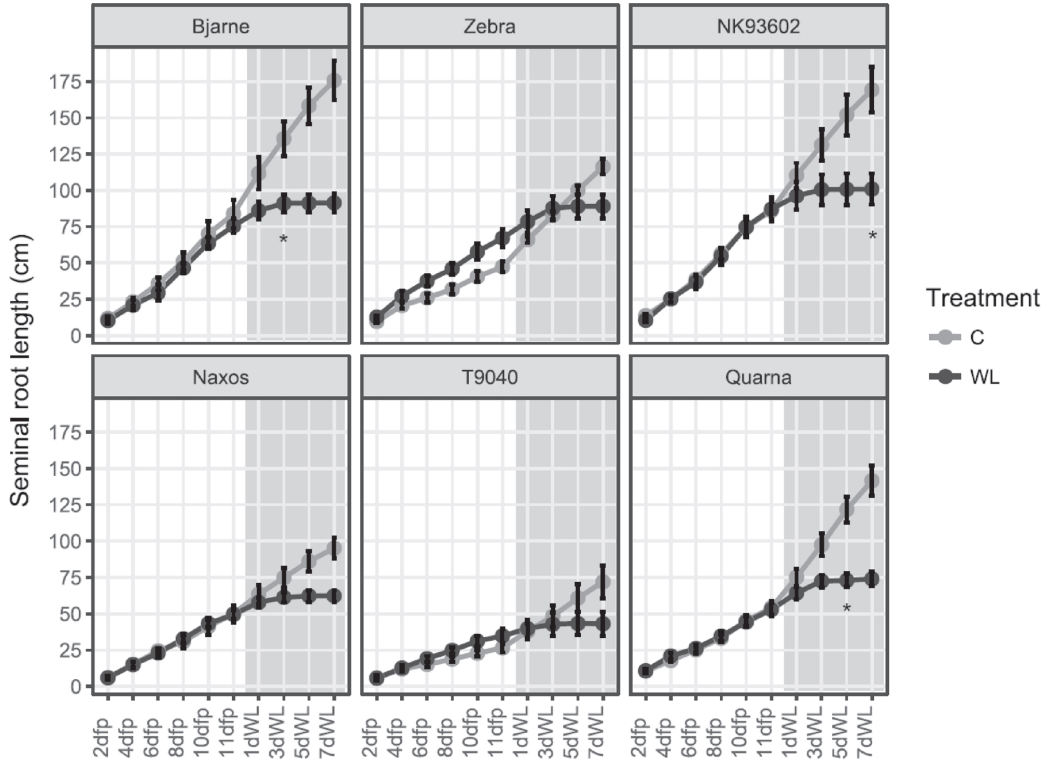 Bjarne
Zebra
NK93602
Seminal root length (cm)
175
150
125
100
75
50
25
0
*
*
Treatment
C
WL
Naxos
T9040
Quarna
175
150
125
100
75
50
25
0
*
2dfp
4dfp
6dfp
8dfp
10dfp
11dfp
1dWL
3dWL
5dWL
7dWL
2dfp
4dfp
6dfp
8dfp
10dfp
11dfp
1dWL
3dWL
5dWL
7dWL
2dfp
4dfp
6dfp
8dfp
10dfp
11dfp
1dWL
3dWL
5dWL
7dWL